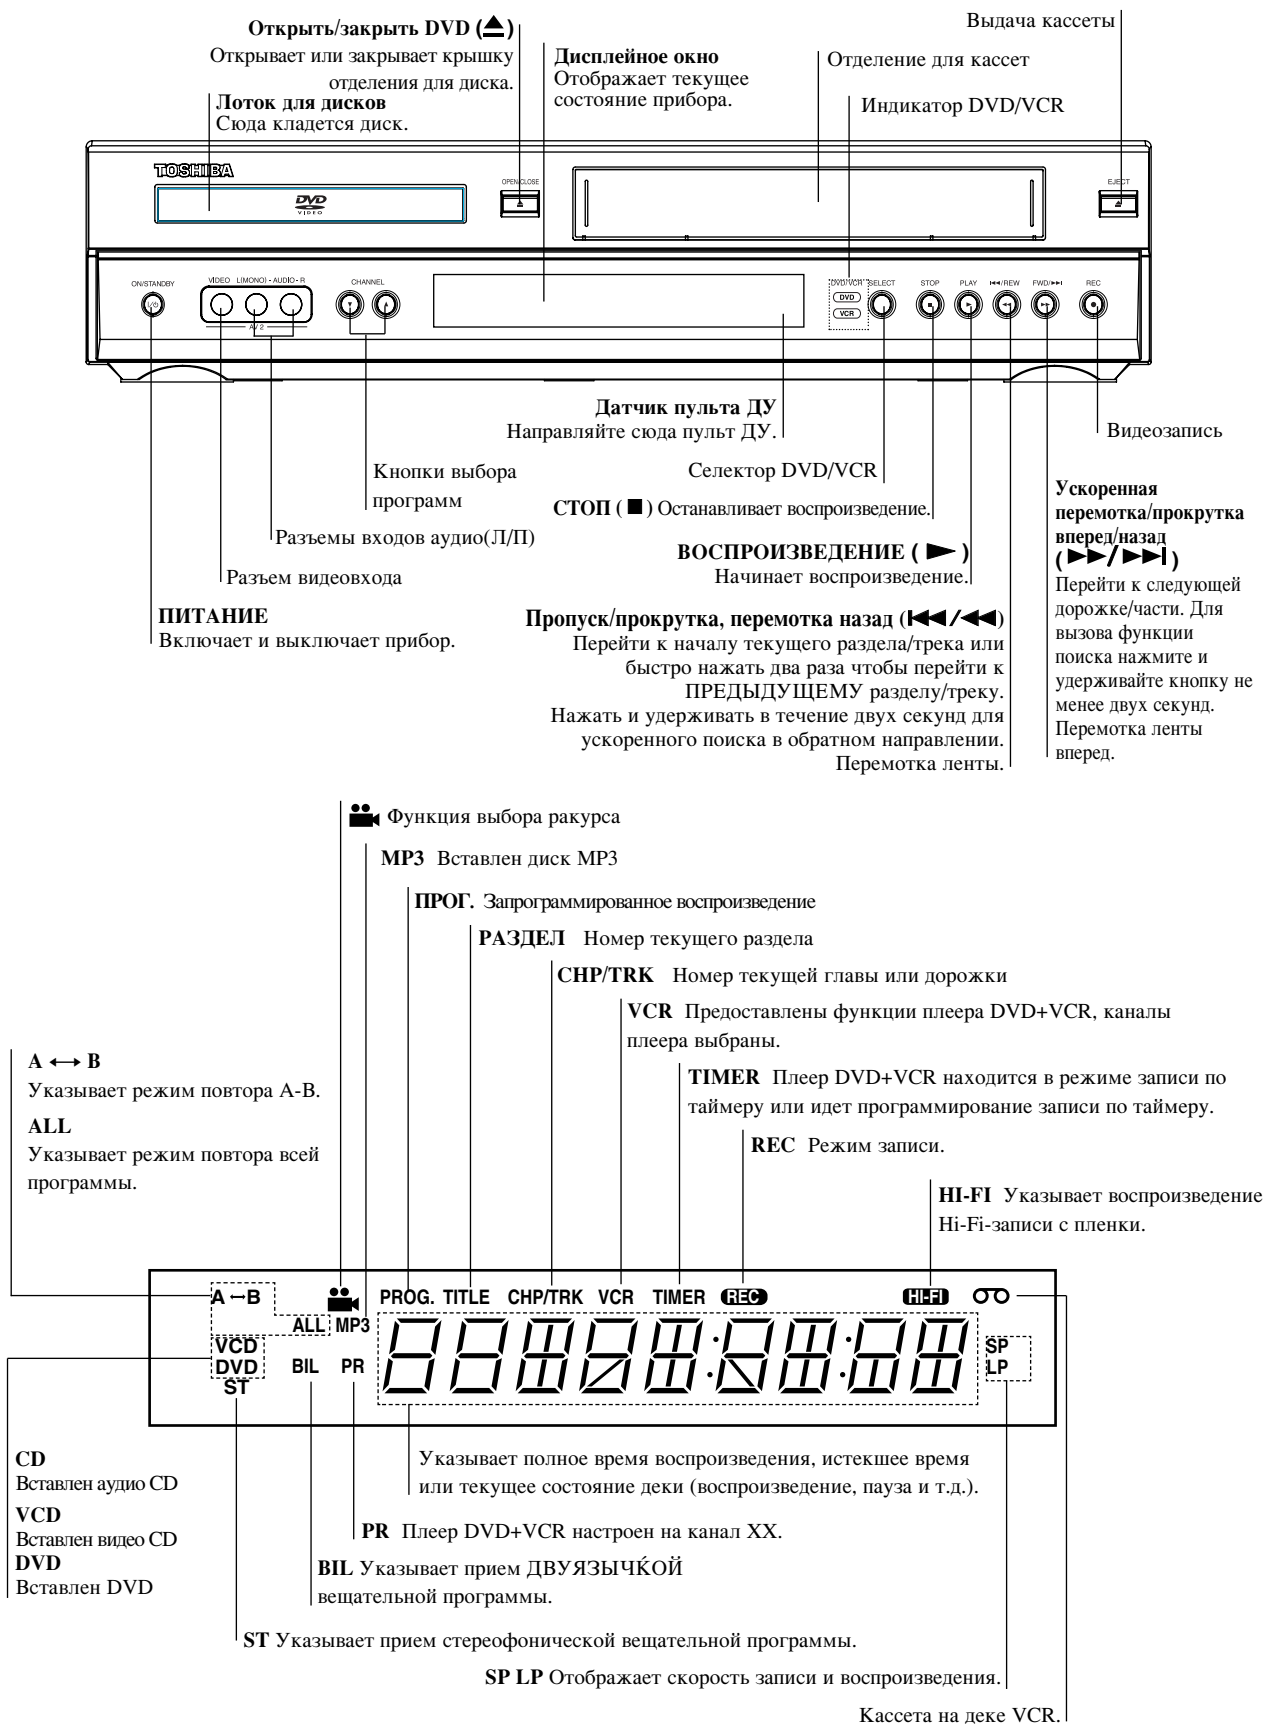 Открыть/закрыть DVD (⏏)
Открывает или закрывает крышку
отделения для диска.
Лоток для дисков
Сюда кладется диск.
Дисплейное окно
Отображает текущее
состояние прибора.
Выдача кассеты
Отделение для кассет
Индикатор DVD/VCR
TOSHIBA
DVD
VIDEO
OPEN/CLOSE
EJECT
ON/STANDBY
VIDEO L(MONO) - AUDIO - R
AV 2
CHANNEL
DVD/VCR
DVD
VCR
SELECT
STOP
PLAY
⏮/REW
FWD/⏭
REC
Датчик пульта ДУ
Направляйте сюда пульт ДУ.
Видеозапись
Кнопки выбора
программ
Селектор DVD/VCR
СТОП ( ■ ) Останавливает воспроизведение.
Разъемы входов аудио(Л/П)
ВОСПРОИЗВЕДЕНИЕ ( ► )
Начинает воспроизведение.
Разъем видеовхода
ПИТАНИЕ
Включает и выключает прибор.
Пропуск/прокрутка, перемотка назад (⏮/◄◄)
Перейти к началу текущего раздела/трека или
быстро нажать два раза чтобы перейти к
ПРЕДЫДУЩЕМУ разделу/треку.
Нажать и удерживать в течение двух секунд для
ускоренного поиска в обратном направлении.
Перемотка ленты.
Ускоренная
перемотка/прокрутка
вперед/назад
(►►/►►I)
Перейти к следующей
дорожке/части. Для
вызова функции
поиска нажмите и
удерживайте кнопку не
менее двух секунд.
Перемотка ленты
вперед.
Функция выбора ракурса
MP3 Вставлен диск MP3
ПРОГ. Запрограммированное воспроизведение
РАЗДЕЛ Номер текущего раздела
CHP/TRK Номер текущей главы или дорожки
VCR Предоставлены функции плеера DVD+VCR, каналы
плеера выбраны.
A ↔ B
Указывает режим повтора A-B.
ALL
Указывает режим повтора всей
программы.
TIMER Плеер DVD+VCR находится в режиме записи по
таймеру или идет программирование записи по таймеру.
REC Режим записи.
HI-FI Указывает воспроизведение
Hi-Fi-записи с пленки.
A ↔ B
PROG. TITLE CHP/TRK VCR TIMER REC HI-FI
ALL MP3
VCD
DVD
ST
BIL PR
SP
LP
CD
Вставлен аудио CD
VCD
Вставлен видео CD
DVD
Вставлен DVD
Указывает полное время воспроизведения, истекшее время
или текущее состояние деки (воспроизведение, пауза и т.д.).
PR Плеер DVD+VCR настроен на канал XX.
BIL Указывает прием ДВУЯЗЫЧЌОЙ
вещательной программы.
ST Указывает прием стереофонической вещательной программы.
SP LP Отображает скорость записи и воспроизведения.
Кассета на деке VCR.